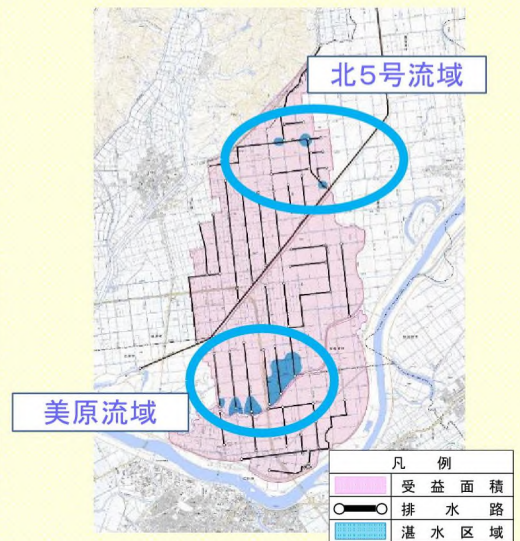 北5号流域
美原流域
凡 例
受 益 面 積
排 水 路
湛 水 区 域